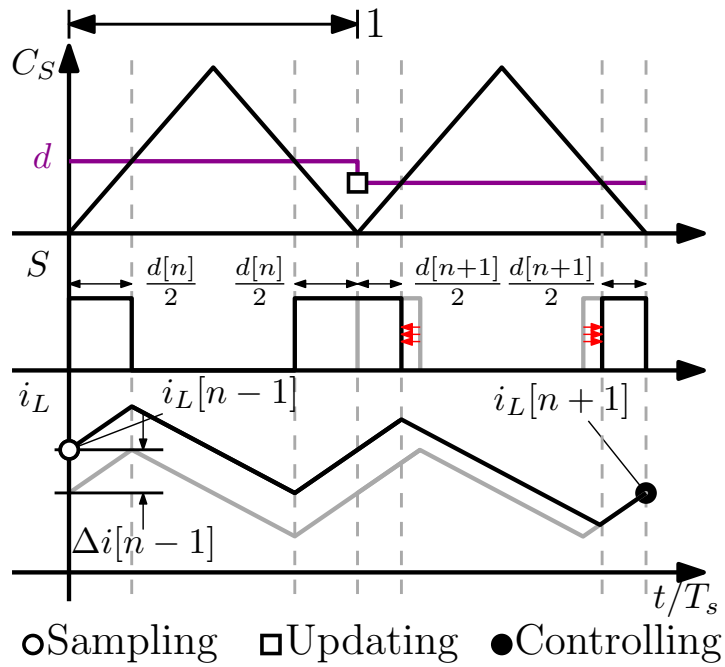 1
C_S
d
S
d[n]/2 d[n]/2 d[n+1]/2 d[n+1]/2
i_L
i_L[n − 1]
i_L[n + 1]
Δi[n − 1]
t/T_s
Sampling Updating Controlling